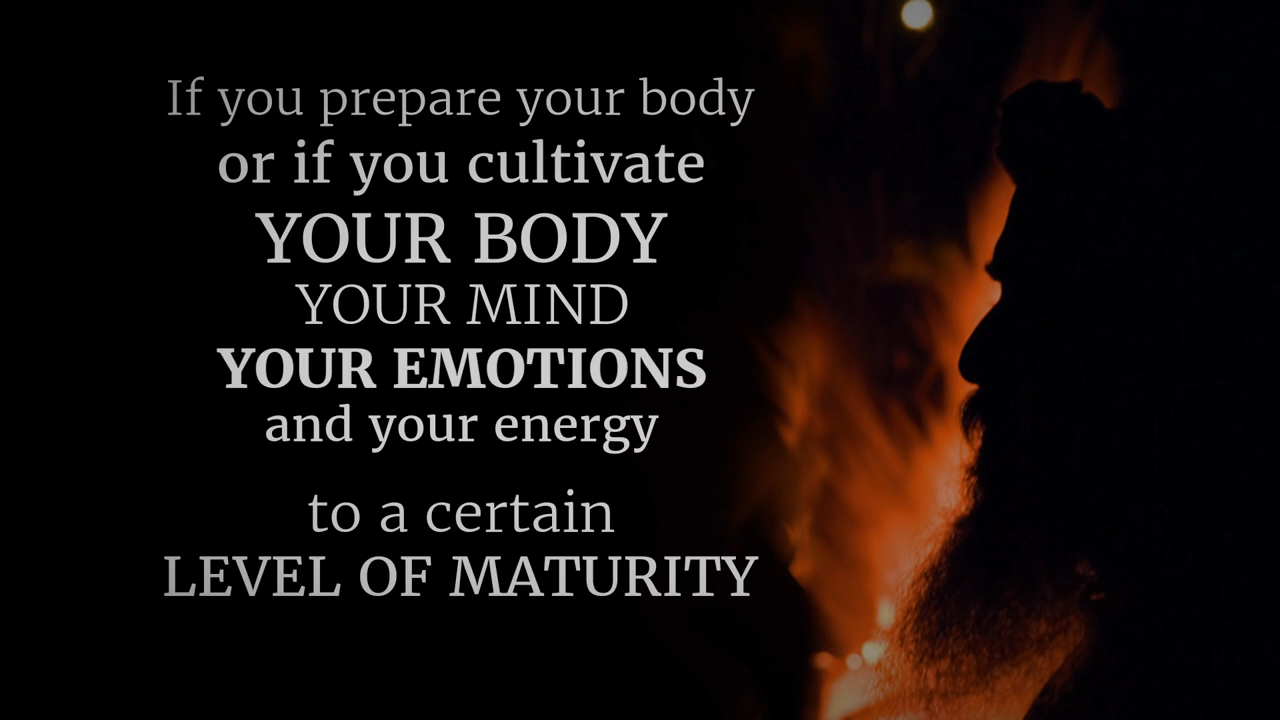 If you prepare your body
or if you cultivate
YOUR BODY
YOUR MIND
YOUR EMOTIONS
and your energy
to a certain
LEVEL OF MATURITY